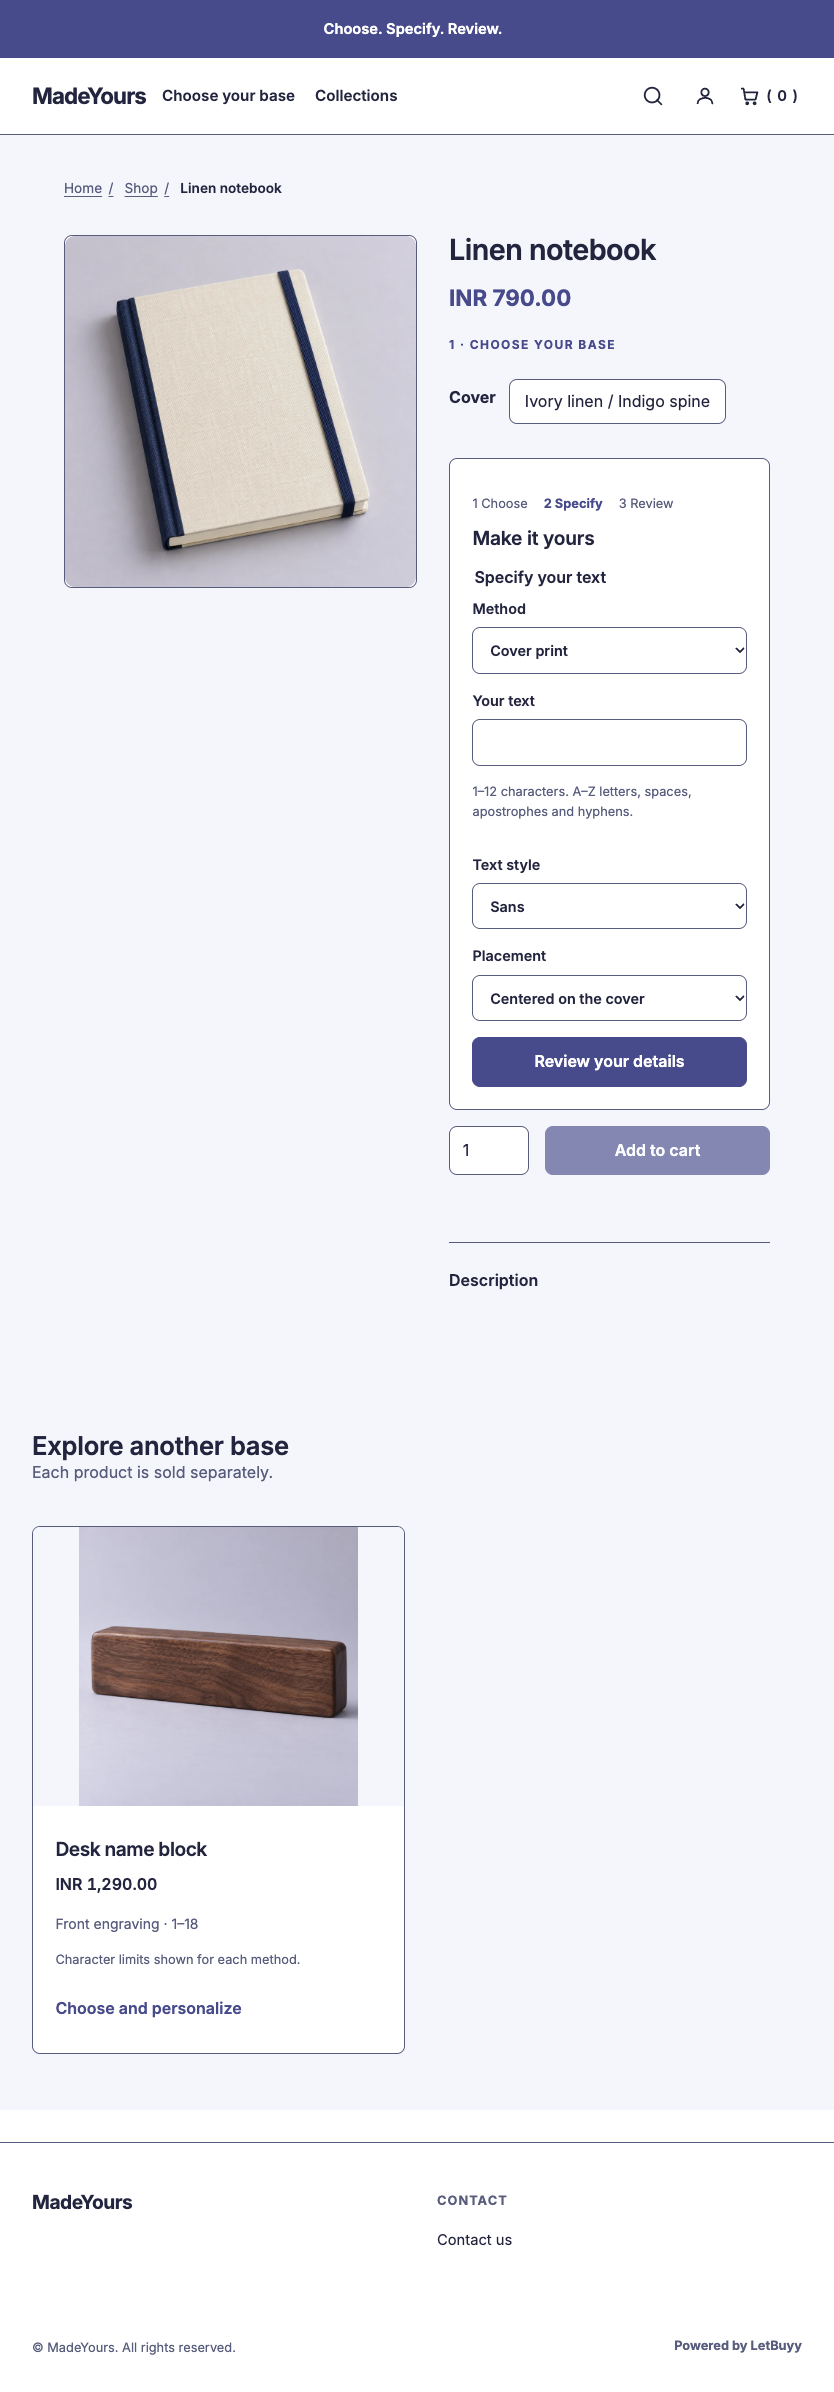 Choose. Specify. Review.
MadeYours Choose your base Collections ( 0 )
Home / Shop / Linen notebook
Linen notebook
INR 790.00
1 · CHOOSE YOUR BASE
Cover Ivory linen / Indigo spine
1 Choose 2 Specify 3 Review
Make it yours
Specify your text
Method
Cover print
Your text
1–12 characters. A–Z letters, spaces,
apostrophes and hyphens.
Text style
Sans
Placement
Centered on the cover
Review your details
1 Add to cart
Description
Explore another base
Each product is sold separately.
Desk name block
INR 1,290.00
Front engraving · 1–18
Character limits shown for each method.
Choose and personalize
MadeYours
CONTACT
Contact us
© MadeYours. All rights reserved.
Powered by LetBuyy